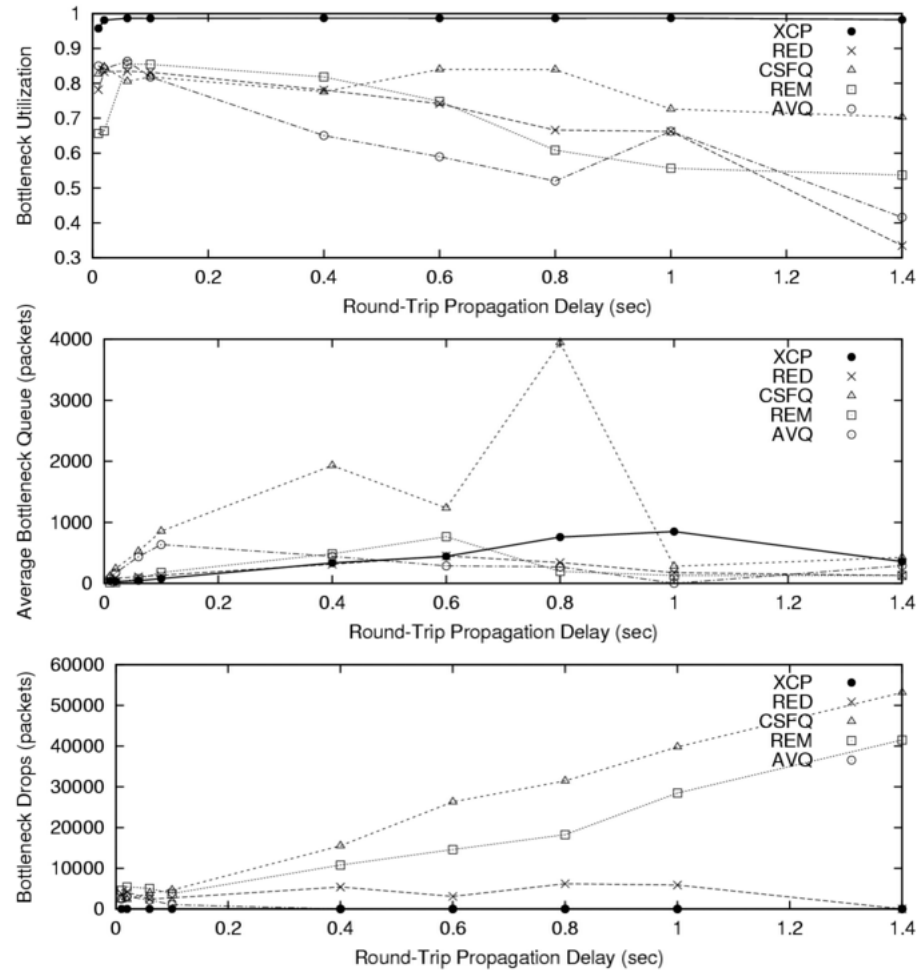 Bottleneck Utilization
1
0.9
0.8
0.7
0.6
0.5
0.4
0.3
XCP
RED
CSFQ
REM
AVQ
0 0.2 0.4 0.6 0.8 1 1.2 1.4
Round-Trip Propagation Delay (sec)
Average Bottleneck Queue (packets)
4000
3000
2000
1000
0
XCP
RED
CSFQ
REM
AVQ
0 0.2 0.4 0.6 0.8 1 1.2 1.4
Round-Trip Propagation Delay (sec)
Bottleneck Drops (packets)
60000
50000
40000
30000
20000
10000
0
XCP
RED
CSFQ
REM
AVQ
0 0.2 0.4 0.6 0.8 1 1.2 1.4
Round-Trip Propagation Delay (sec)